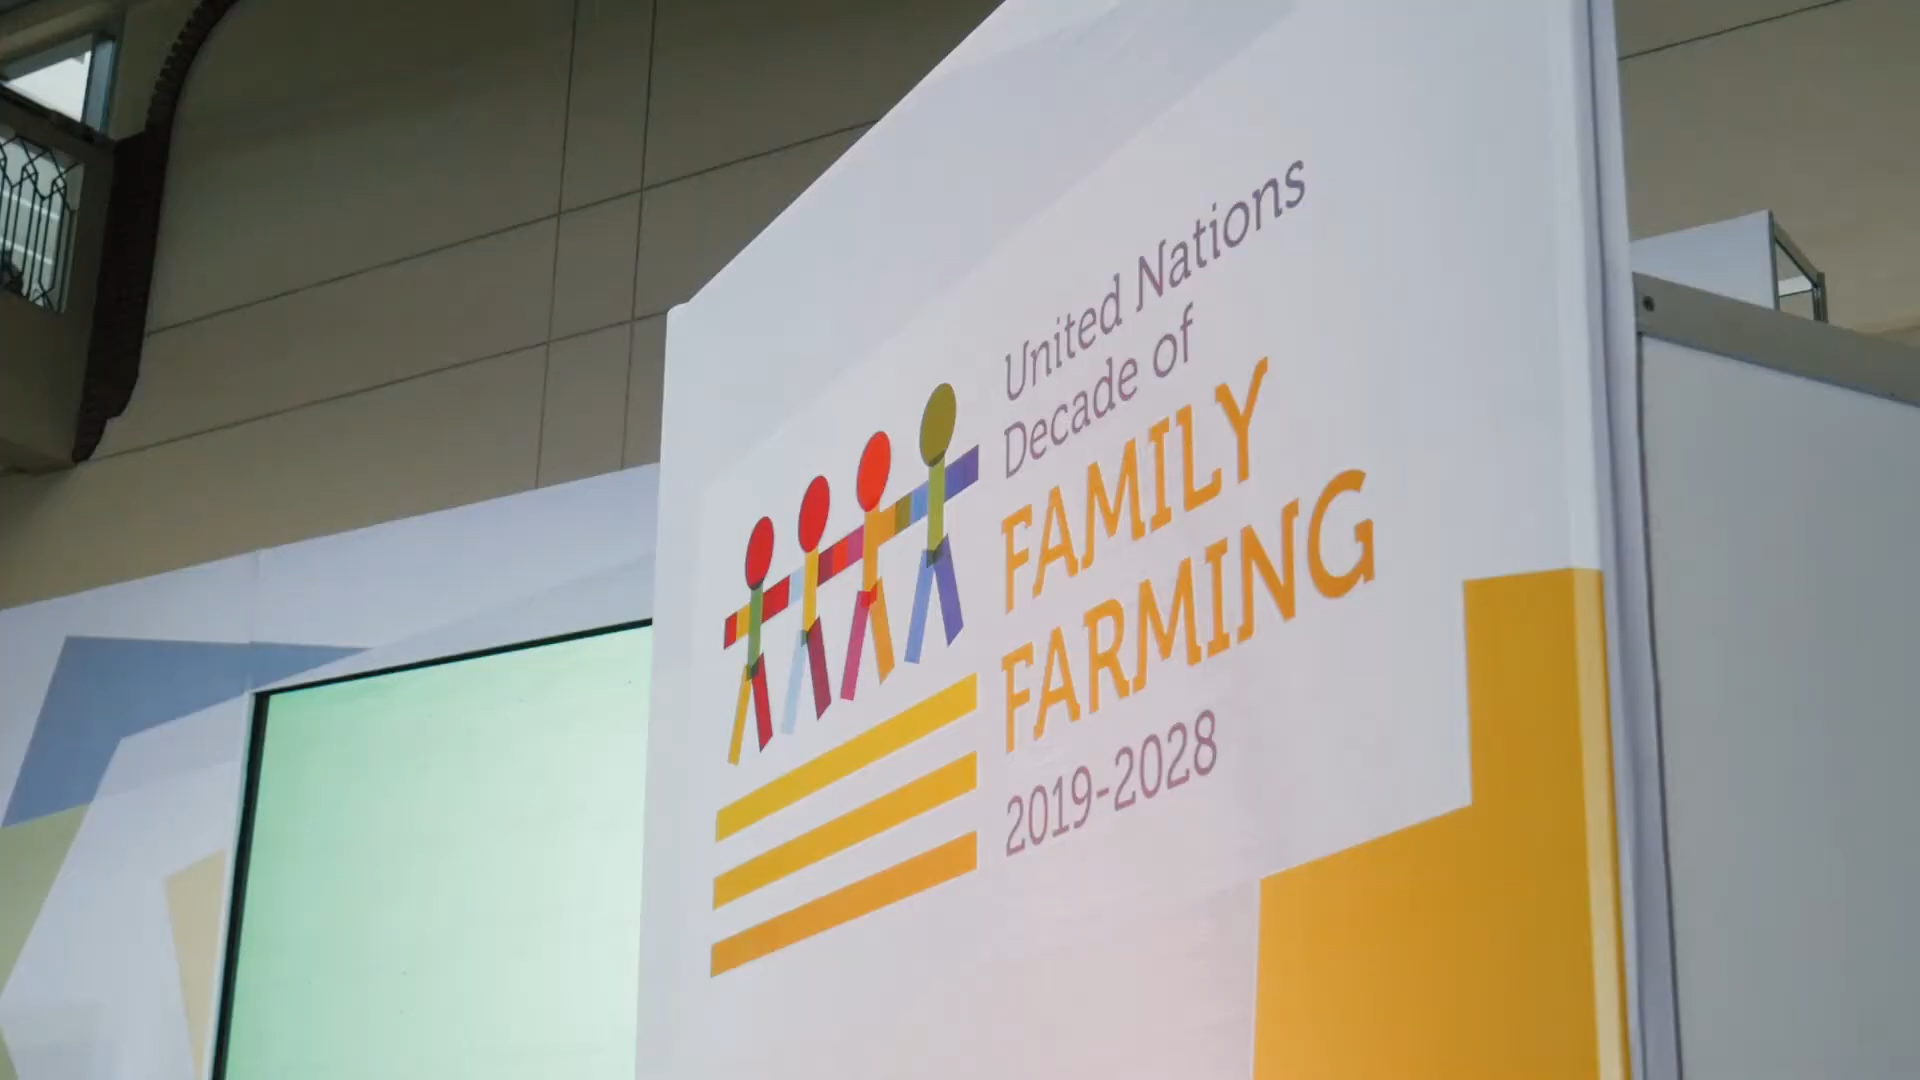 United Nations
Decade of
FAMILY
FARMING
2019-2028